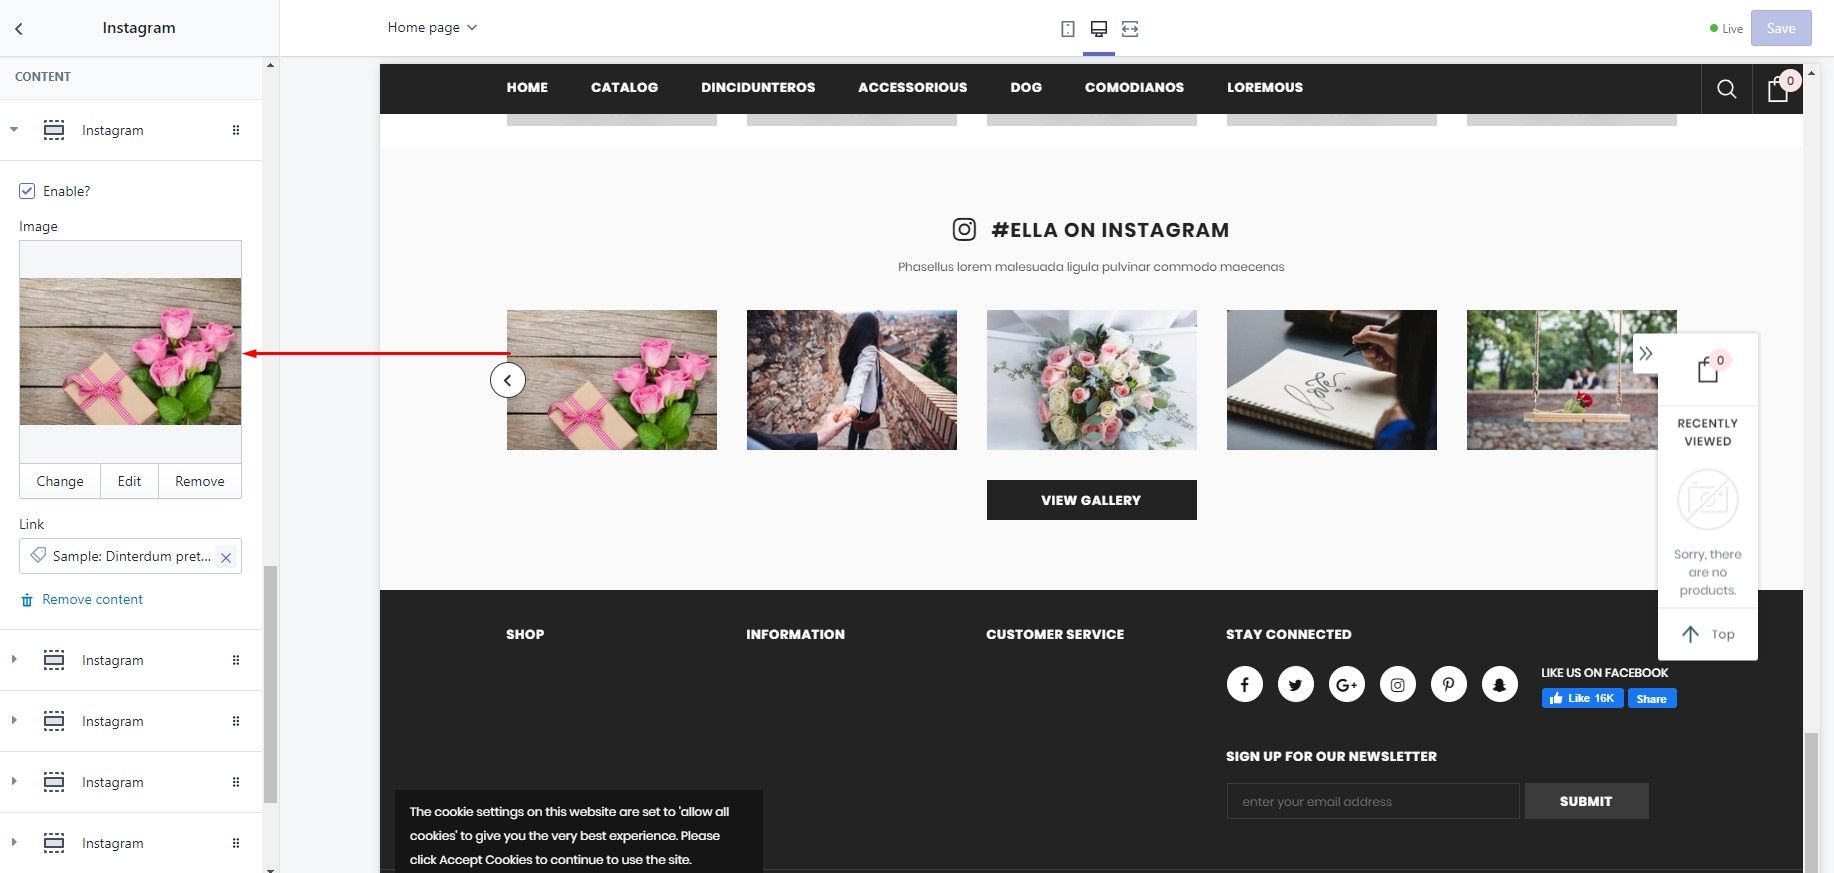 Instagram
Home page
Live
Save
CONTENT
Instagram
Enable?
Image
Change
Edit
Remove
Link
Sample: Dinterdum pret...
Remove content
Instagram
Instagram
Instagram
Instagram
HOME
CATALOG
DINCIDUNTEROS
ACCESSORIOUS
DOG
COMODIANOS
LOREMOUS
0
#ELLA ON INSTAGRAM
Phasellus lorem malesuada ligula pulvinar commodo maecenas
Love
VIEW GALLERY
0
RECENTLY
VIEWED
Sorry, there
are no
products.
Top
SHOP
INFORMATION
CUSTOMER SERVICE
STAY CONNECTED
G+
LIKE US ON FACEBOOK
Like 16K
Share
SIGN UP FOR OUR NEWSLETTER
enter your email address
SUBMIT
The cookie settings on this website are set to 'allow all
cookies' to give you the very best experience. Please
click Accept Cookies to continue to use the site.